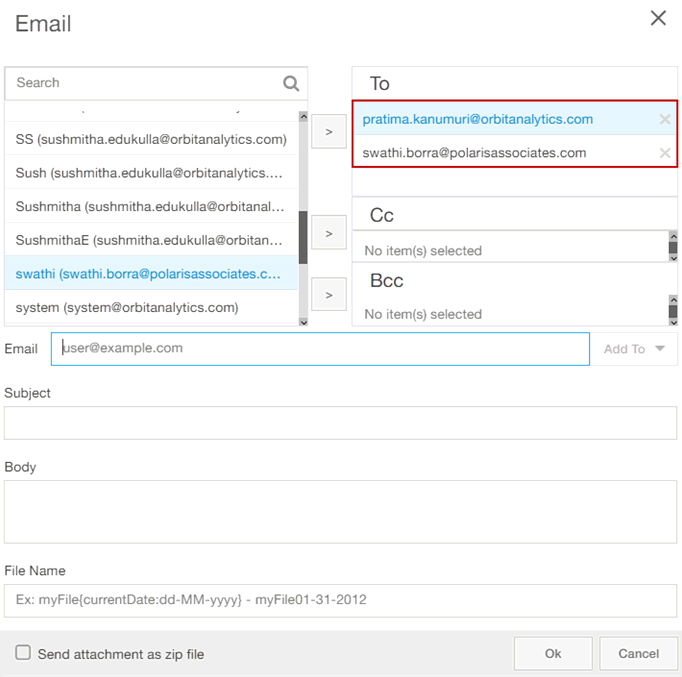 Email
Search
SS (sushmitha.edukulla@orbitanalytics.com)
Sush (sushmitha.edukulla@orbitanalytics....
Sushmitha (sushmitha.edukulla@orbitanal...
SushmithaE (sushmitha.edukulla@orbitan...
swathi (swathi.borra@polarisassociates.c...
system (system@orbitanalytics.com)
>
>
>
To
pratima.kanumuri@orbitanalytics.com
swathi.borra@polarisassociates.com
Cc
No item(s) selected
Bcc
No item(s) selected
Email user@example.com Add To
Subject
Body
File Name
Ex: myFile{currentDate:dd-MM-yyyy} - myFile01-31-2012
Send attachment as zip file Ok Cancel